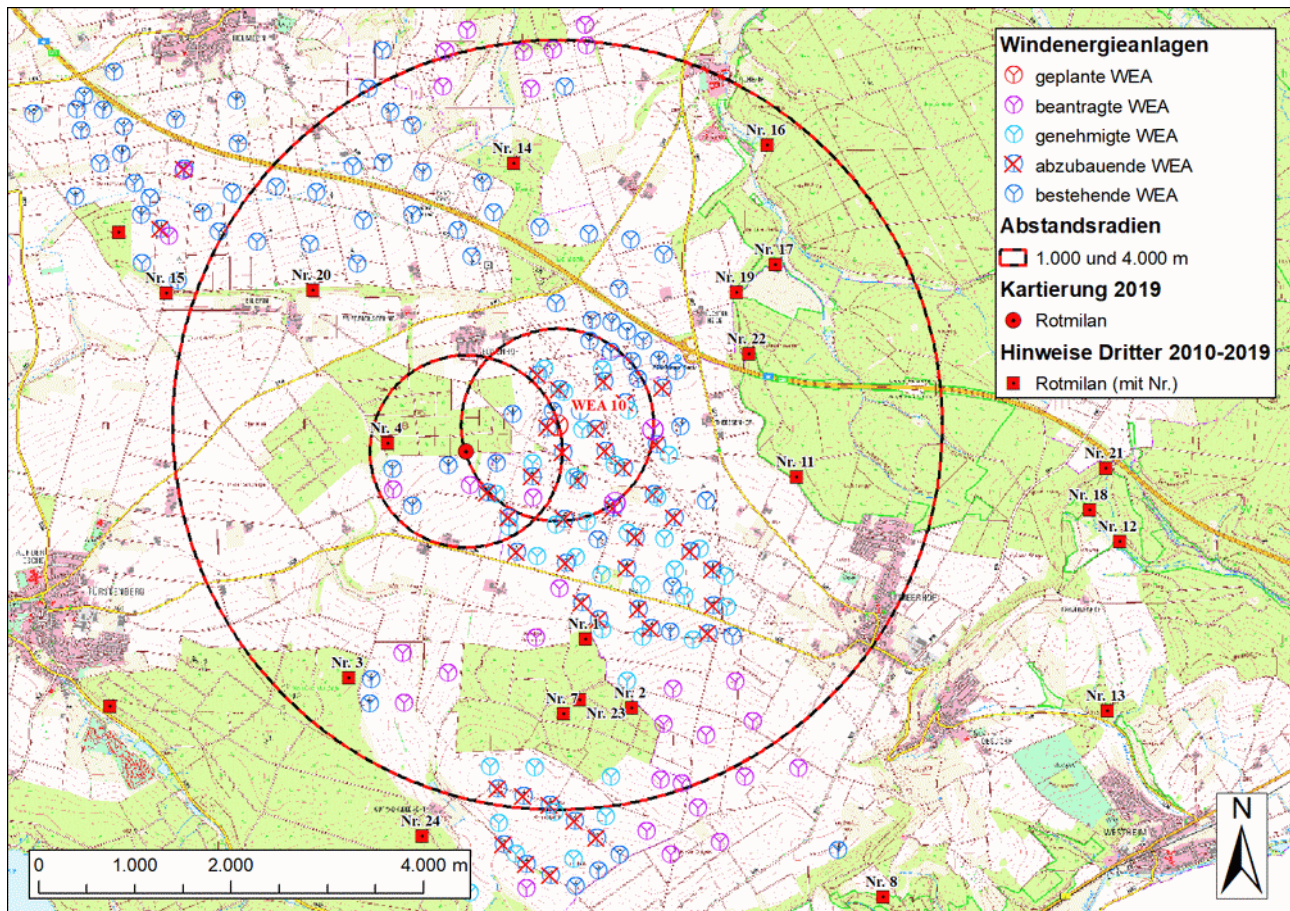 Windenergieanlagen
geplante WEA
beantragte WEA
genehmigte WEA
abzubauende WEA
bestehende WEA
Abstandsradien
1.000 und 4.000 m
Kartierung 2019
Rotmilan
Hinweise Dritter 2010-2019
Rotmilan (mit Nr.)
Nr. 16
Nr. 14
Nr. 17
Nr. 15
Nr. 20
Nr. 19
Nr. 22
WEA 10
Nr. 4
Nr. 11
Nr. 21
Nr. 18
Nr. 12
FÜRSTENBERG
Nr. 1
Nr. 3
Nr. 7
Nr. 2
Nr. 23
Nr. 13
Nr. 24
WESTHEIM
N
0 1.000 2.000 4.000 m
Nr. 8